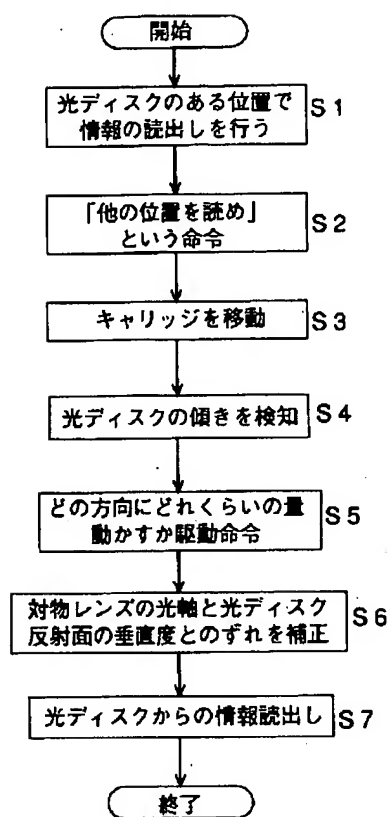 開始
光ディスクのある位置で S1
情報の読出しを行う
「他の位置を読め」
という命令 S2
キャリッジを移動 S3
光ディスクの傾きを検知 S4
どの方向にどれくらいの量
動かすか駆動命令 S5
対物レンズの光軸と光ディスク S6
反射面の垂直度とのずれを補正
光ディスクからの情報読出し S7
終了